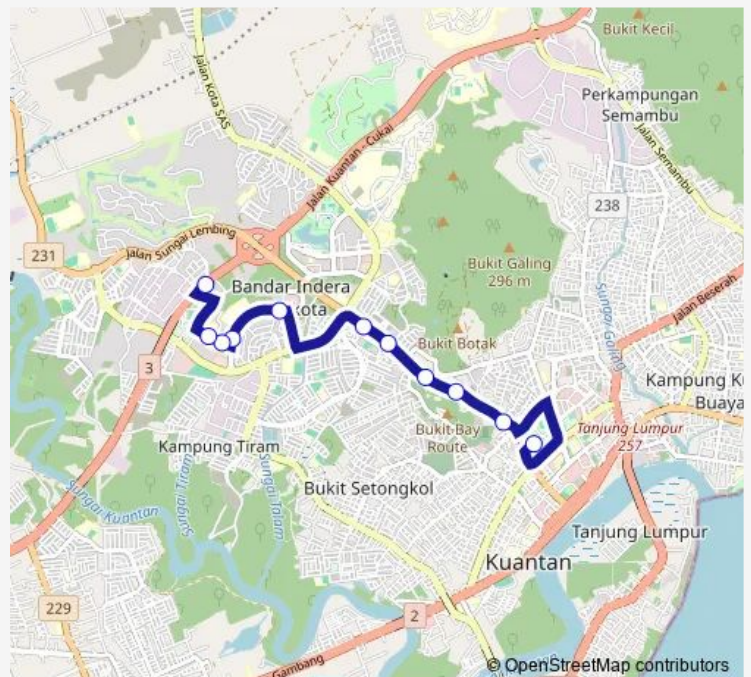 Bukit Kecil
Perkampungan
Semambu
Jalan Kota SAS
Jalan Kuantan - Cukai
Jalan Semambu
238
Jalan Sungai Lembing
231
Bukit Galing
296 m
Bandar Indera
kota
Sungai Galing
Jalan Beserah
Bukit Botak
3
Kampung
Buaya
Bukit Bay
Route
Tanjung Lumpur
257
Kampung Tiram
Sungai Tiram
Sungai Talam
Bukit Setongkol
Sungai Kuantan
Tanjung Lumpur
Kuantan
229
2
Gambang
© OpenStreetMap contributors